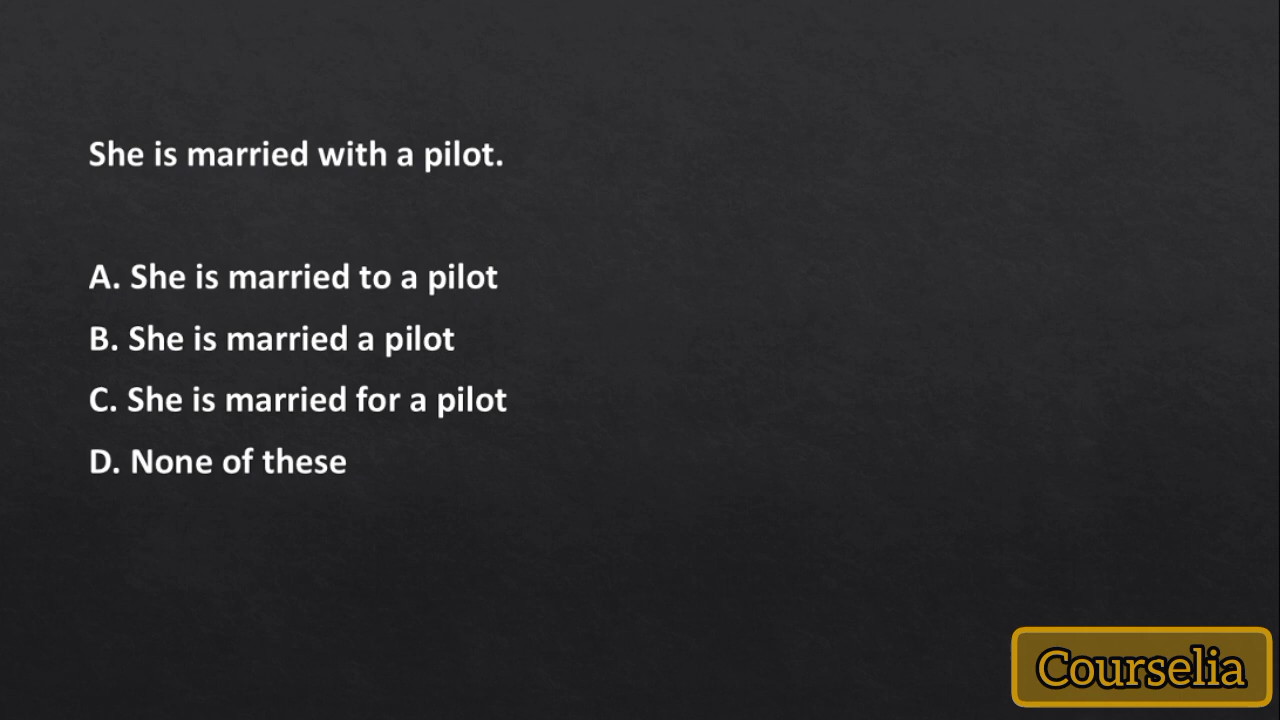 She is married with a pilot.
A. She is married to a pilot
B. She is married a pilot
C. She is married for a pilot
D. None of these
Courselia